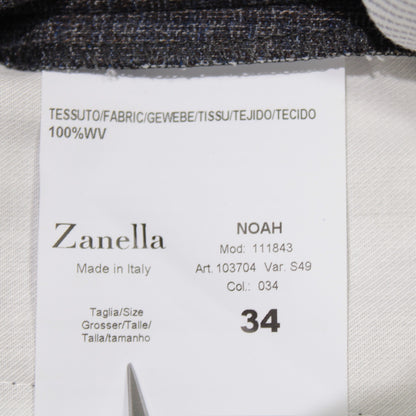 TESSUTO/FABRIC/GEWEBE/TISSU/TEJIDO/TECIDO
100%WV
Zanella
Made in Italy
NOAH
Mod: 111843
Art. 103704 Var. S49
Col.: 034
Taglia/Size
Grosser/Talle/
Talla/tamanho
34